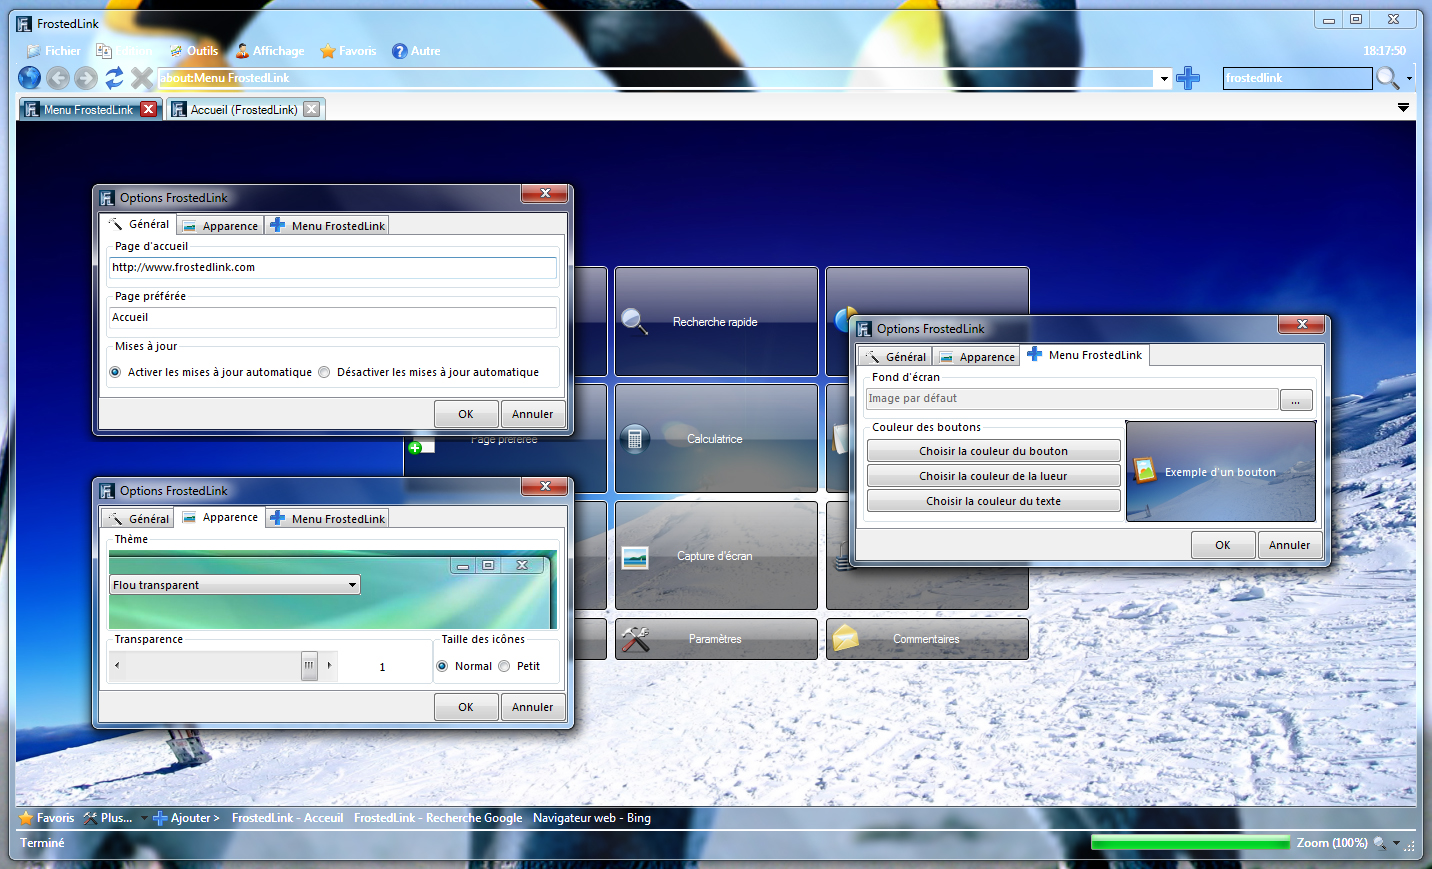 FrostedLink
Fichier Edition Outils Affichage Favoris Autre 18:17:50
about:Menu FrostedLink frostedlink
Menu FrostedLink Accueil (FrostedLink)
Options FrostedLink
Général Apparence Menu FrostedLink
Page d'accueil
http://www.frostedlink.com
Page préférée
Accueil
Mises à jour
Activer les mises à jour automatique Désactiver les mises à jour automatique
OK Annuler
Recherche rapide
Page préférée Calculatrice
Capture d'écran
Paramètres Commentaires
Options FrostedLink
Général Apparence Menu FrostedLink
Fond d'écran
Image par défaut ...
Couleur des boutons
Choisir la couleur du bouton
Choisir la couleur de la lueur
Choisir la couleur du texte
Exemple d'un bouton
OK Annuler
Options FrostedLink
Général Apparence Menu FrostedLink
Thème
Flou transparent
Transparence Taille des icônes
1 Normal Petit
OK Annuler
Favoris Plus... Ajouter > FrostedLink - Acceuil FrostedLink - Recherche Google Navigateur web - Bing
Terminé Zoom (100%)